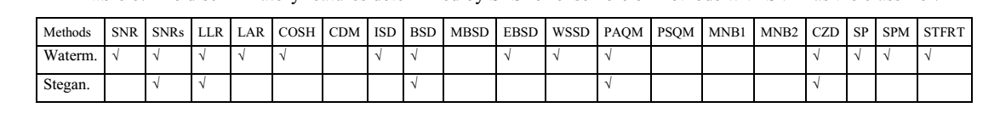 Methods SNR SNRs LLR LAR COSH CDM ISD BSD MBSD EBSD WSSD PAQM PSQM MNB1 MNB2 CZD SP SPM STFRT
Waterm. √ √ √ √ √ √ √ √ √ √ √ √ √ √
Stegan. √ √ √ √ √